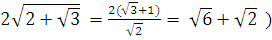 2√(2 + √3) = 2(√3+1)/√2 = √6 + √2 )